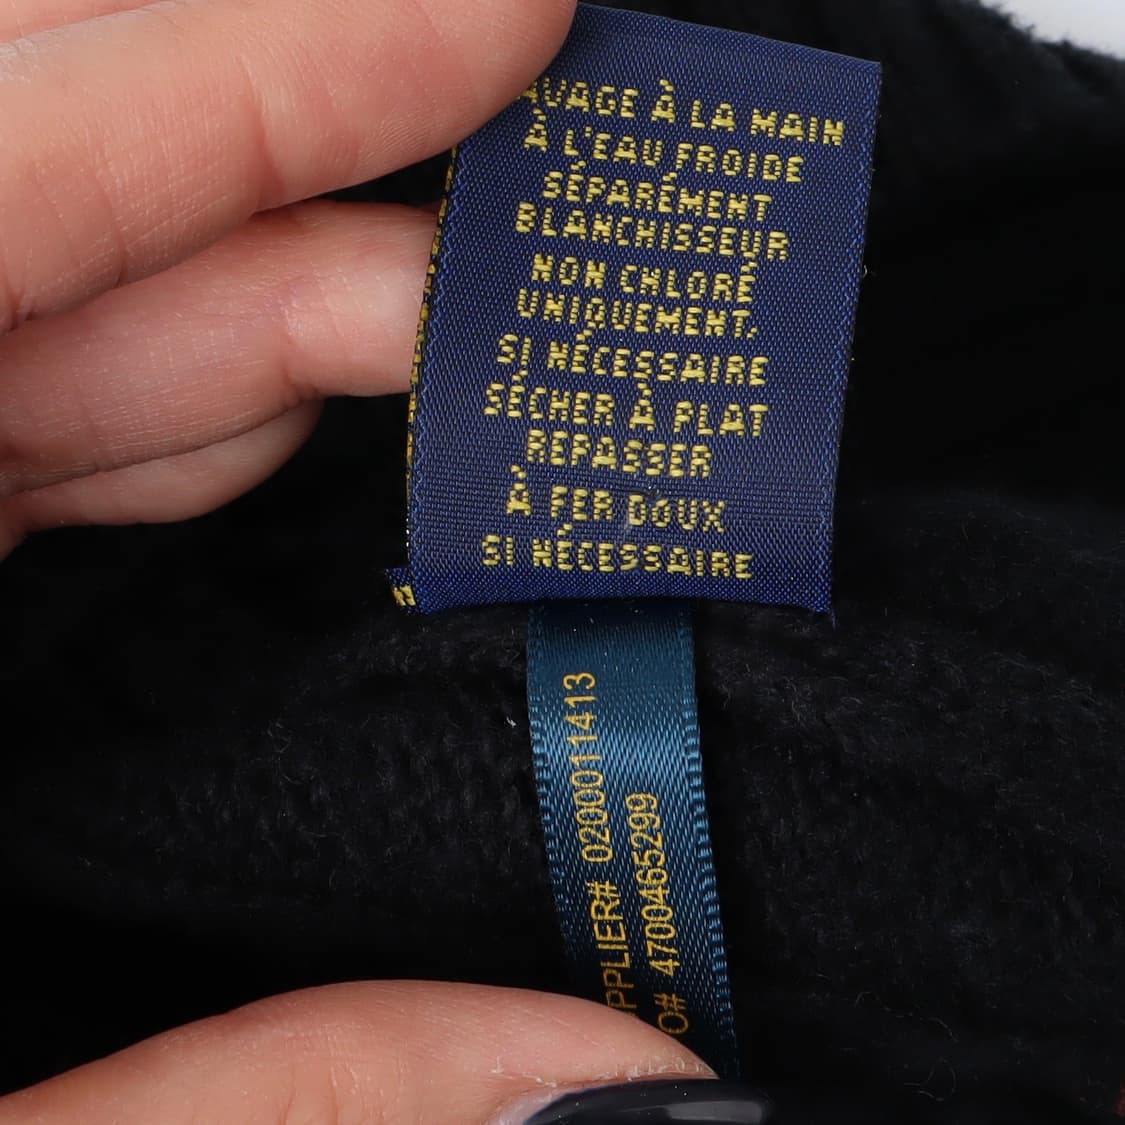 AVAGE À LA MAIN
À L'EAU FROIDE
SÉPARÉMENT
BLANCHISSEUR
NON CHLORÉ
UNIQUEMENT.
SI NÉCESSAIRE
SÉCHER À PLAT
REPASSER
À FER DOUX
SI NÉCESSAIRE
PPLIER# 0200011413
O# 4700465299